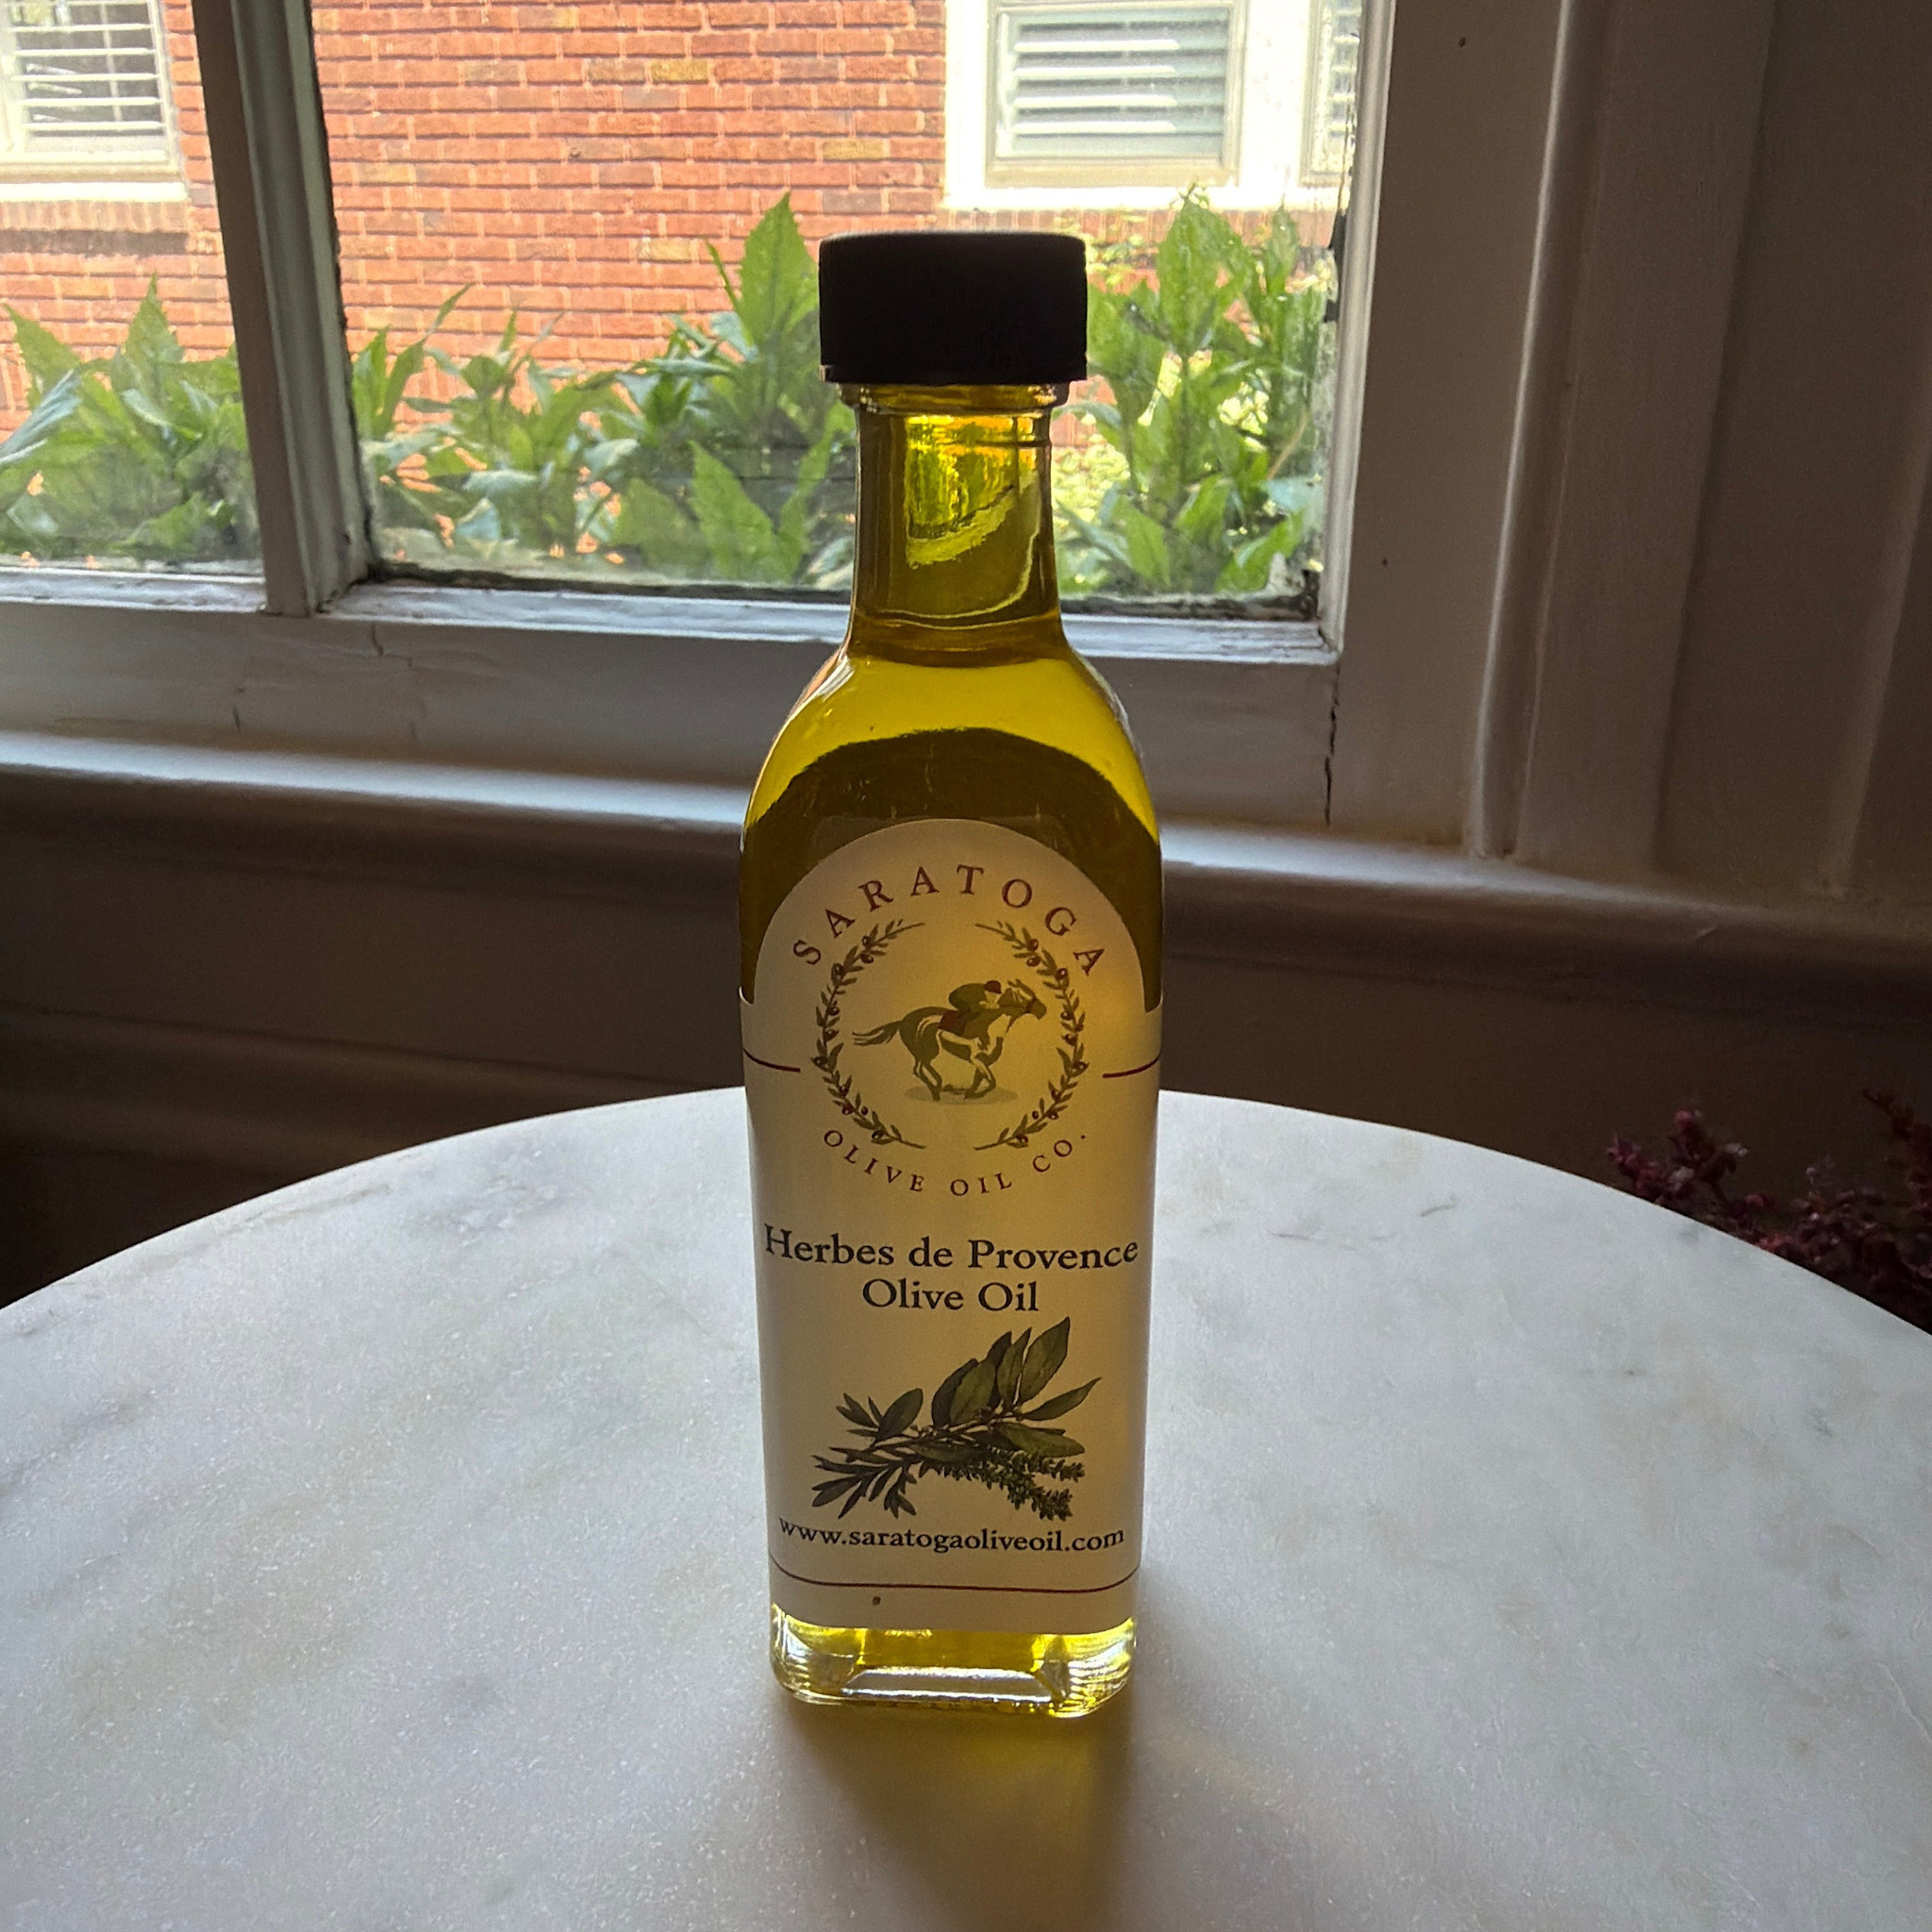 SARATOGA
OLIVE OIL CO.
Herbes de Provence
Olive Oil
www.saratogaoliveoil.com